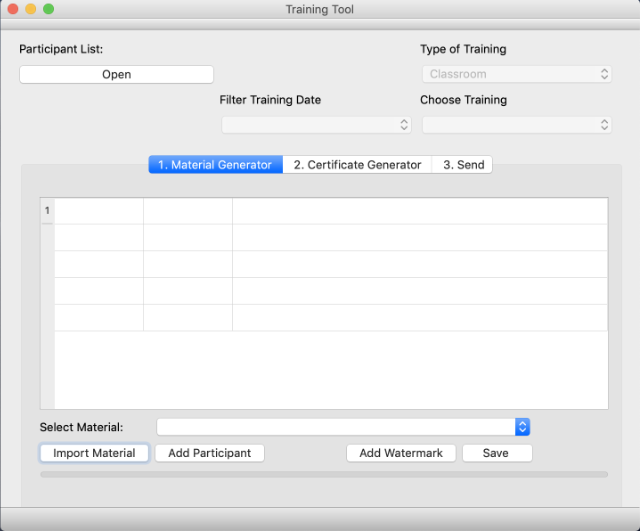 Training Tool
Participant List:
Type of Training
Open
Classroom
Filter Training Date
Choose Training
1. Material Generator
2. Certificate Generator
3. Send
1
Select Material:
Import Material
Add Participant
Add Watermark
Save